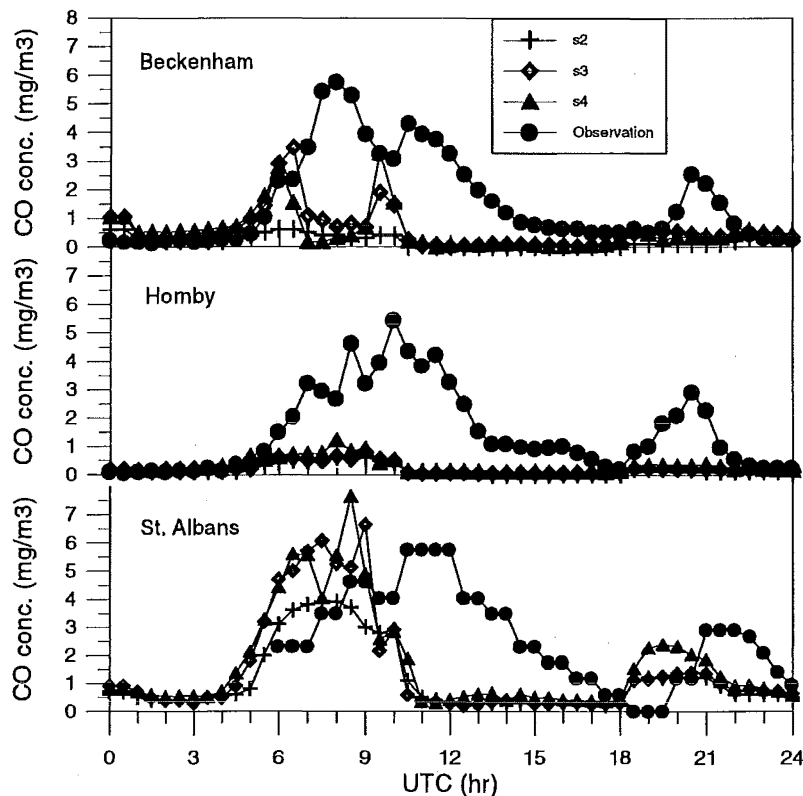 CO conc. (mg/m3)
8
7
6
5
4
3
2
1
0
Beckenham
s2
s3
s4
Observation
CO conc. (mg/m3)
7
6
5
4
3
2
1
0
Hornby
CO conc. (mg/m3)
7
6
5
4
3
2
1
0
St. Albans
0 3 6 9 12 15 18 21 24
UTC (hr)